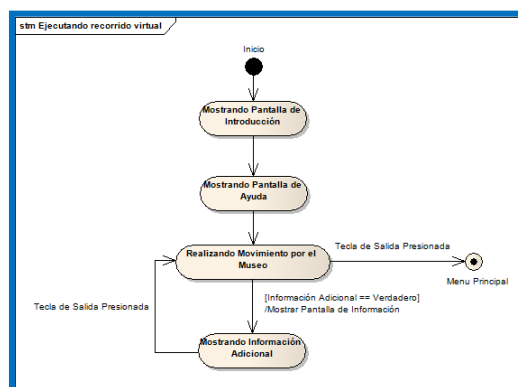 stm Ejecutando recorrido virtual
Inicio
Mostrando Pantalla de
Introducción
Mostrando Pantalla de
Ayuda
Realizando Movimiento por el
Museo
Tecla de Salida Presionada
Menu Principal
[Información Adicional == Verdadero]
/Mostrar Pantalla de Información
Tecla de Salida Presionada
Mostrando Información
Adicional